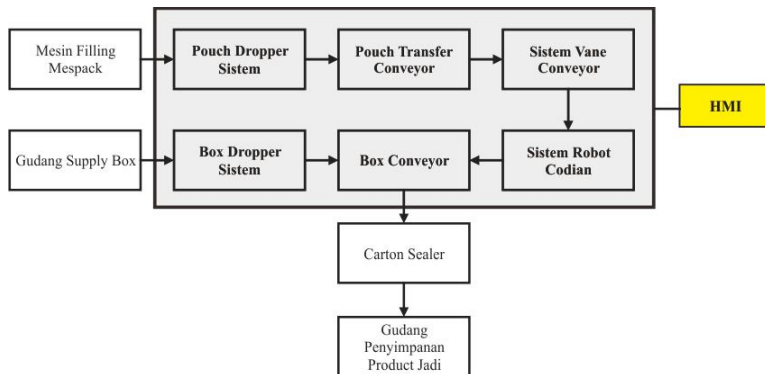 Mesin Filling
Mespack
Pouch Dropper
Sistem
Pouch Transfer
Conveyor
Sistem Vane
Conveyor
HMI
Gudang Supply Box
Box Dropper
Sistem
Box Conveyor
Sistem Robot
Codian
Carton Sealer
Gudang
Penyimpanan
Product Jadi